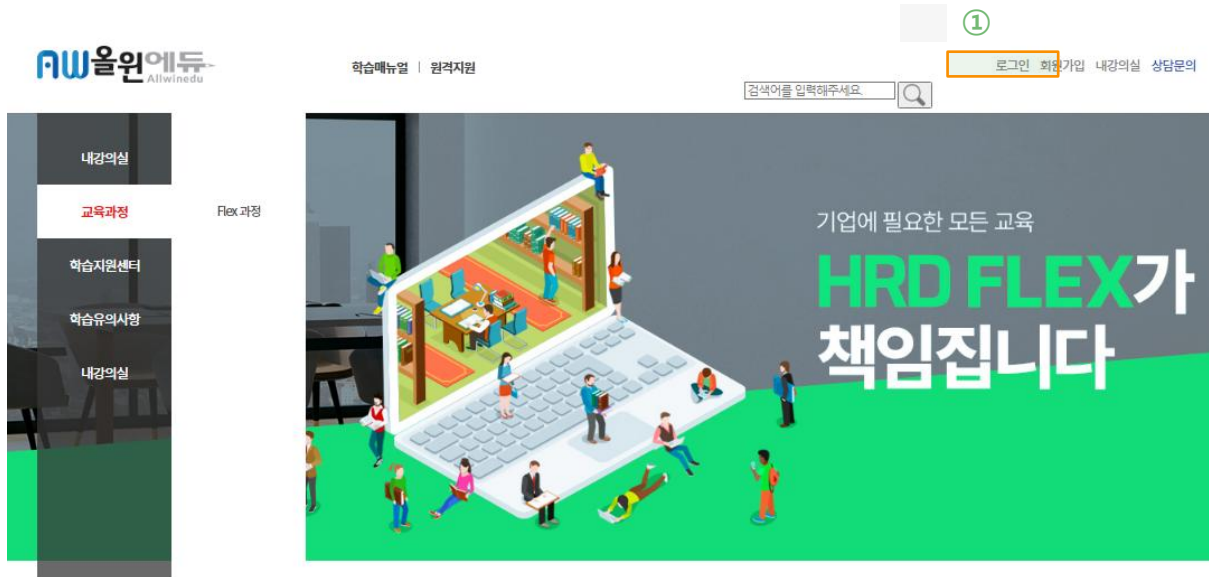 ①
AW올윈에듀
Allwinedu
학습매뉴얼 | 원격지원
로그인 회원가입 내강의실 상담문의
검색어를 입력해주세요.
내강의실
교육과정
Flex 과정
학습지원센터
학습유의사항
내강의실
기업에 필요한 모든 교육
HRD FLEX가
책임집니다